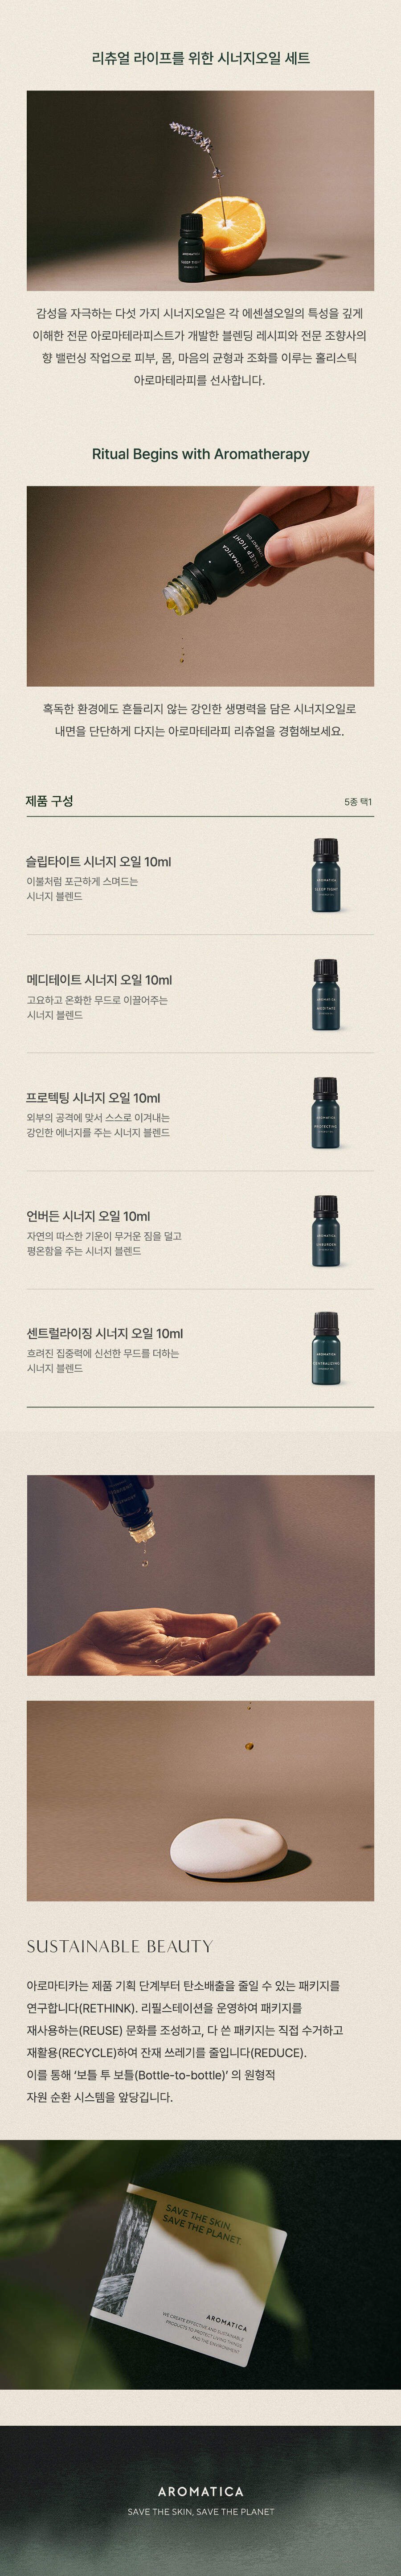 리츄얼 라이프를 위한 시너지오일 세트
AROMATICA
SLEEP TIGHT
감성을 자극하는 다섯 가지 시너지오일은 각 에센셜오일의 특성을 깊게
이해한 전문 아로마테라피스트가 개발한 블렌딩 레시피와 전문 조향사의
향 밸런싱 작업으로 피부, 몸, 마음의 균형과 조화를 이루는 홀리스틱
아로마테라피를 선사합니다.
Ritual Begins with Aromatherapy
AROMATICA
SLEEP TIGHT
SYNERGY OIL
혹독한 환경에도 흔들리지 않는 강인한 생명력을 담은 시너지오일로
내면을 단단하게 다지는 아로마테라피 리츄얼을 경험해보세요.
제품 구성
5종 택1
슬립타이트 시너지 오일 10ml
이불처럼 포근하게 스며드는
시너지 블렌드
AROMATICA
SLEEP TIGHT
메디테이트 시너지 오일 10ml
고요하고 온화한 무드로 이끌어주는
시너지 블렌드
AROMATICA
MEDITATE
프로텍팅 시너지 오일 10ml
외부의 공격에 맞서 스스로 이겨내는
강인한 에너지를 주는 시너지 블렌드
AROMATICA
PROTECTING
언버든 시너지 오일 10ml
자연의 따스한 기운이 무거운 짐을 덜고
평온함을 주는 시너지 블렌드
AROMATICA
UNBURDEN
센트럴라이징 시너지 오일 10ml
흐려진 집중력에 신선한 무드를 더하는
시너지 블렌드
AROMATICA
CENTRALIZING
SUSTAINABLE BEAUTY
아로마티카는 제품 기획 단계부터 탄소배출을 줄일 수 있는 패키지를
연구합니다(RETHINK). 리필스테이션을 운영하여 패키지를
재사용하는(REUSE) 문화를 조성하고, 다 쓴 패키지는 직접 수거하고
재활용(RECYCLE)하여 잔재 쓰레기를 줄입니다(REDUCE).
이를 통해 ‘보틀 투 보틀(Bottle-to-bottle)’ 의 원형적
자원 순환 시스템을 앞당깁니다.
SAVE THE SKIN,
SAVE THE PLANET.
AROMATICA
WE CREATE EFFECTIVE AND SUSTAINABLE
PRODUCTS TO PROTECT LIVING THINGS
AND THE ENVIRONMENT.
AROMATICA
SAVE THE SKIN, SAVE THE PLANET